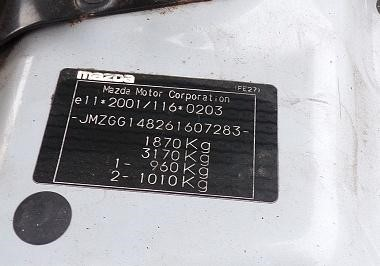 mazda (FE27)
Mazda Motor Corporation
e11*2001/116*0203
-JMZGG148261607283-
1870Kg
3170Kg
1- 960Kg
2- 1010Kg